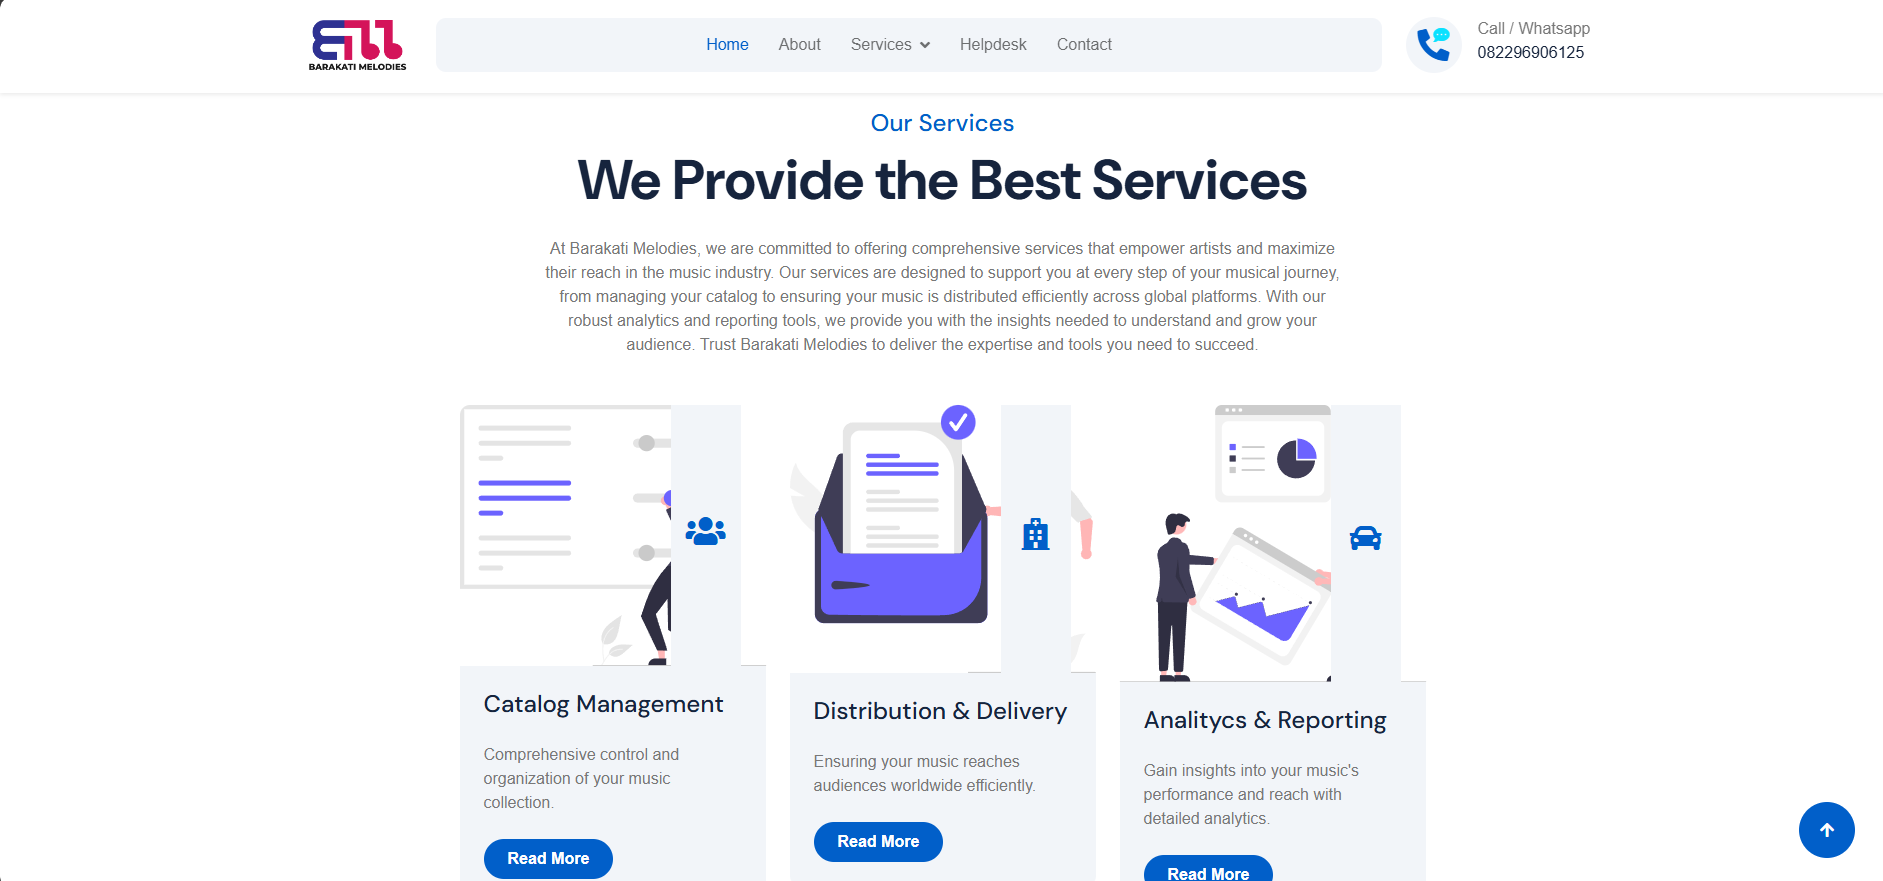 BARAKATI MELODIES
Home
About
Services
Helpdesk
Contact
Call / Whatsapp
082296906125
Our Services
We Provide the Best Services
At Barakati Melodies, we are committed to offering comprehensive services that empower artists and maximize
their reach in the music industry. Our services are designed to support you at every step of your musical journey,
from managing your catalog to ensuring your music is distributed efficiently across global platforms. With our
robust analytics and reporting tools, we provide you with the insights needed to understand and grow your
audience. Trust Barakati Melodies to deliver the expertise and tools you need to succeed.
Catalog Management
Comprehensive control and
organization of your music
collection.
Read More
Distribution & Delivery
Ensuring your music reaches
audiences worldwide efficiently.
Read More
Analitycs & Reporting
Gain insights into your music's
performance and reach with
detailed analytics.
Read More